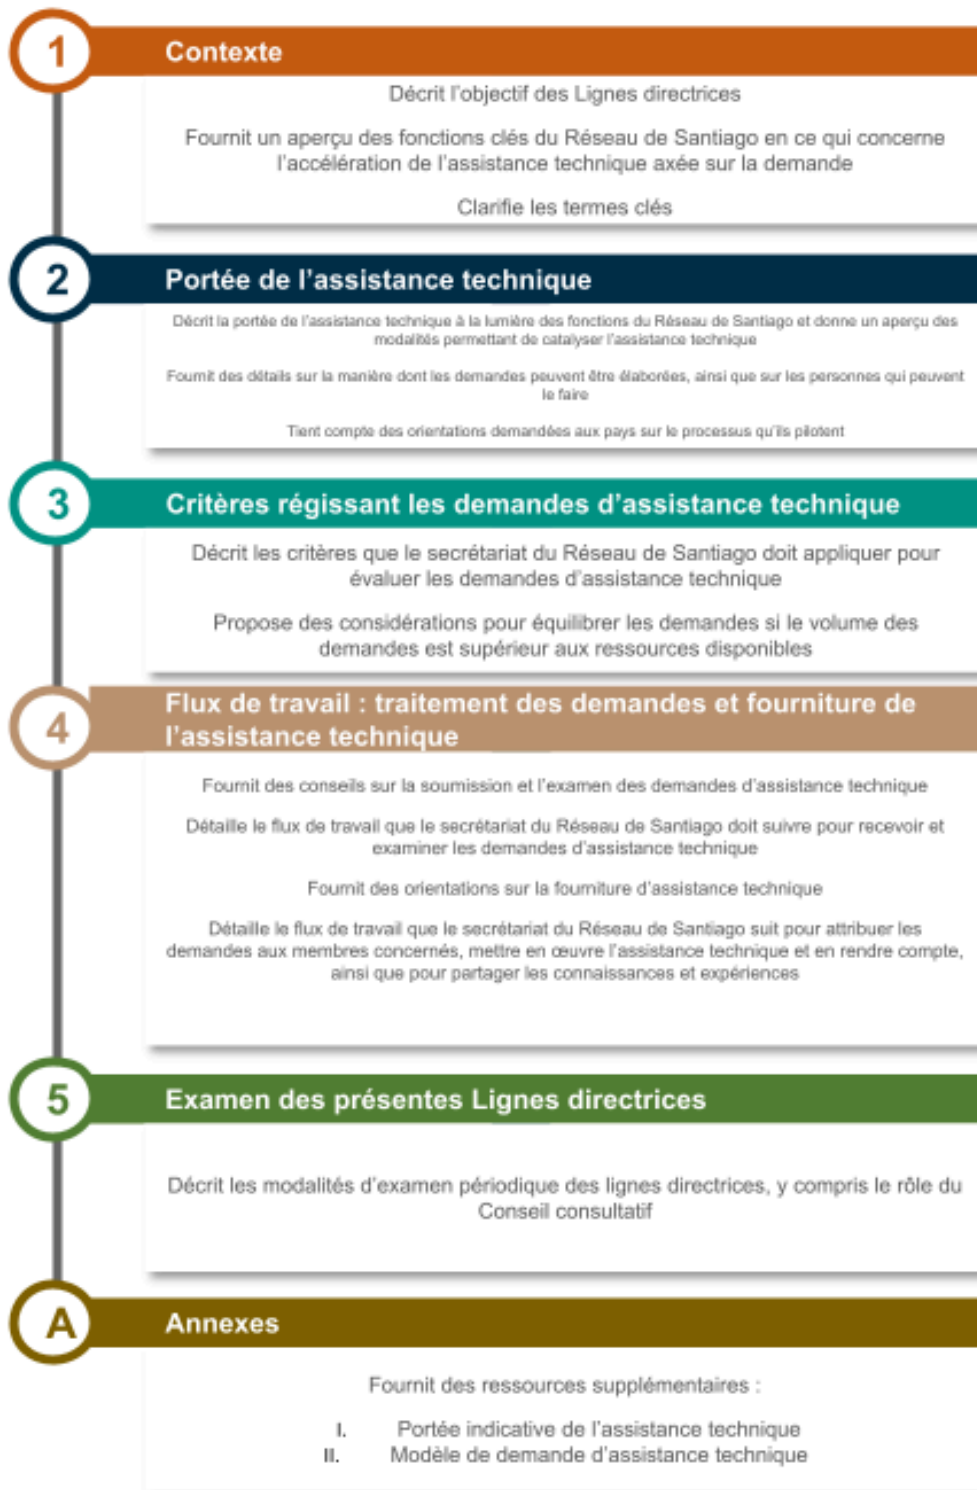 1
Contexte
Décrit l'objectif des Lignes directrices
Fournit un aperçu des fonctions clés du Réseau de Santiago en ce qui concerne
l'accélération de l'assistance technique axée sur la demande
Clarifie les termes clés
2
Portée de l'assistance technique
Décrit la portée de l'assistance technique à la lumière des fonctions du Réseau de Santiago et donne un aperçu des
modalités permettant de catalyser l'assistance technique
Fournit des détails sur la manière dont les demandes peuvent être élaborées, ainsi que sur les personnes qui peuvent
le faire
Tient compte des orientations demandées aux pays sur le processus qu'ils pilotent
3
Critères régissant les demandes d'assistance technique
Décrit les critères que le secrétariat du Réseau de Santiago doit appliquer pour
évaluer les demandes d'assistance technique
Propose des considérations pour équilibrer les demandes si le volume des
demandes est supérieur aux ressources disponibles
4
Flux de travail : traitement des demandes et fourniture de
l'assistance technique
Fournit des conseils sur la soumission et l'examen des demandes d'assistance technique
Détaille le flux de travail que le secrétariat du Réseau de Santiago doit suivre pour recevoir et
examiner les demandes d'assistance technique
Fournit des orientations sur la fourniture d'assistance technique
Détaille le flux de travail que le secrétariat du Réseau de Santiago suit pour attribuer les
demandes aux membres concernés, mettre en œuvre l'assistance technique et en rendre compte,
ainsi que pour partager les connaissances et expériences
5
Examen des présentes Lignes directrices
Décrit les modalités d'examen périodique des lignes directrices, y compris le rôle du
Conseil consultatif
A
Annexes
Fournit des ressources supplémentaires :
I. Portée indicative de l'assistance technique
II. Modèle de demande d'assistance technique